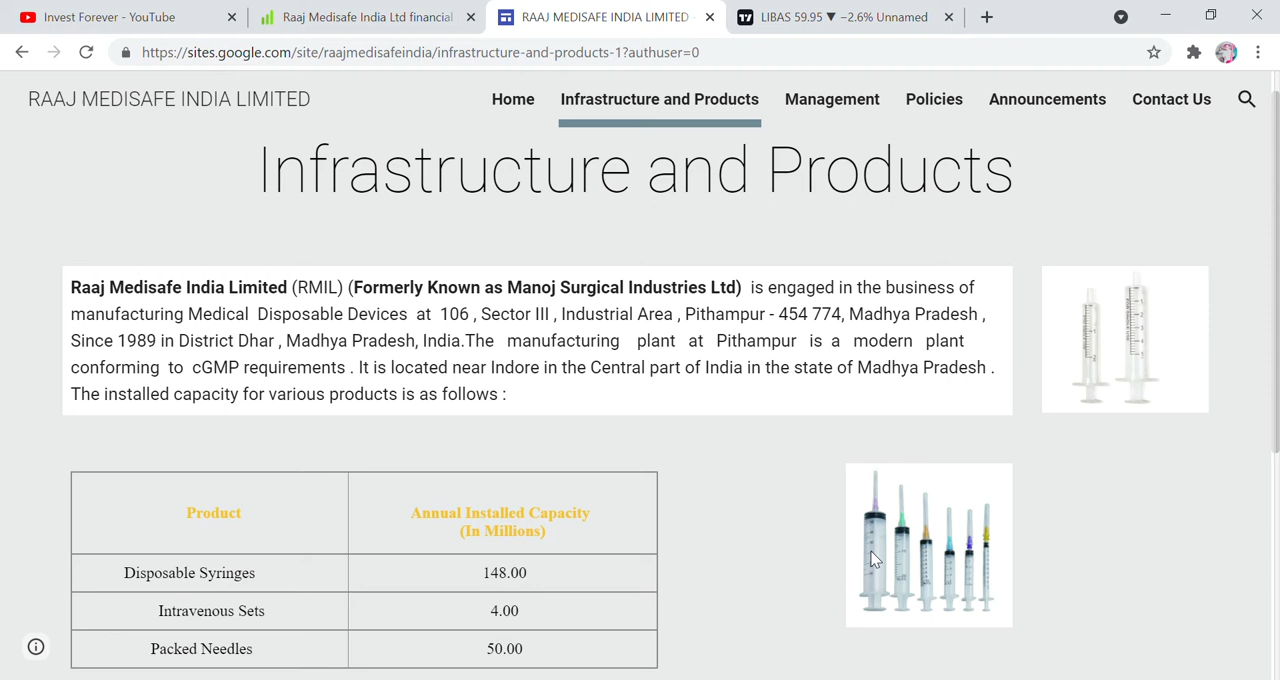 Invest Forever - YouTube
Raaj Medisafe India Ltd financial
RAAJ MEDISAFE INDIA LIMITED
LIBAS 59.95 ▼ −2.6% Unnamed
https://sites.google.com/site/raajmedisafeindia/infrastructure-and-products-1?authuser=0
RAAJ MEDISAFE INDIA LIMITED
Home
Infrastructure and Products
Management
Policies
Announcements
Contact Us
Infrastructure and Products
Raaj Medisafe India Limited (RMIL) (Formerly Known as Manoj Surgical Industries Ltd) is engaged in the business of
manufacturing Medical Disposable Devices at 106 , Sector III , Industrial Area , Pithampur - 454 774, Madhya Pradesh ,
Since 1989 in District Dhar , Madhya Pradesh, India.The manufacturing plant at Pithampur is a modern plant
conforming to cGMP requirements . It is located near Indore in the Central part of India in the state of Madhya Pradesh .
The installed capacity for various products is as follows :
Product
Annual Installed Capacity
(In Millions)
Disposable Syringes 148.00
Intravenous Sets 4.00
Packed Needles 50.00